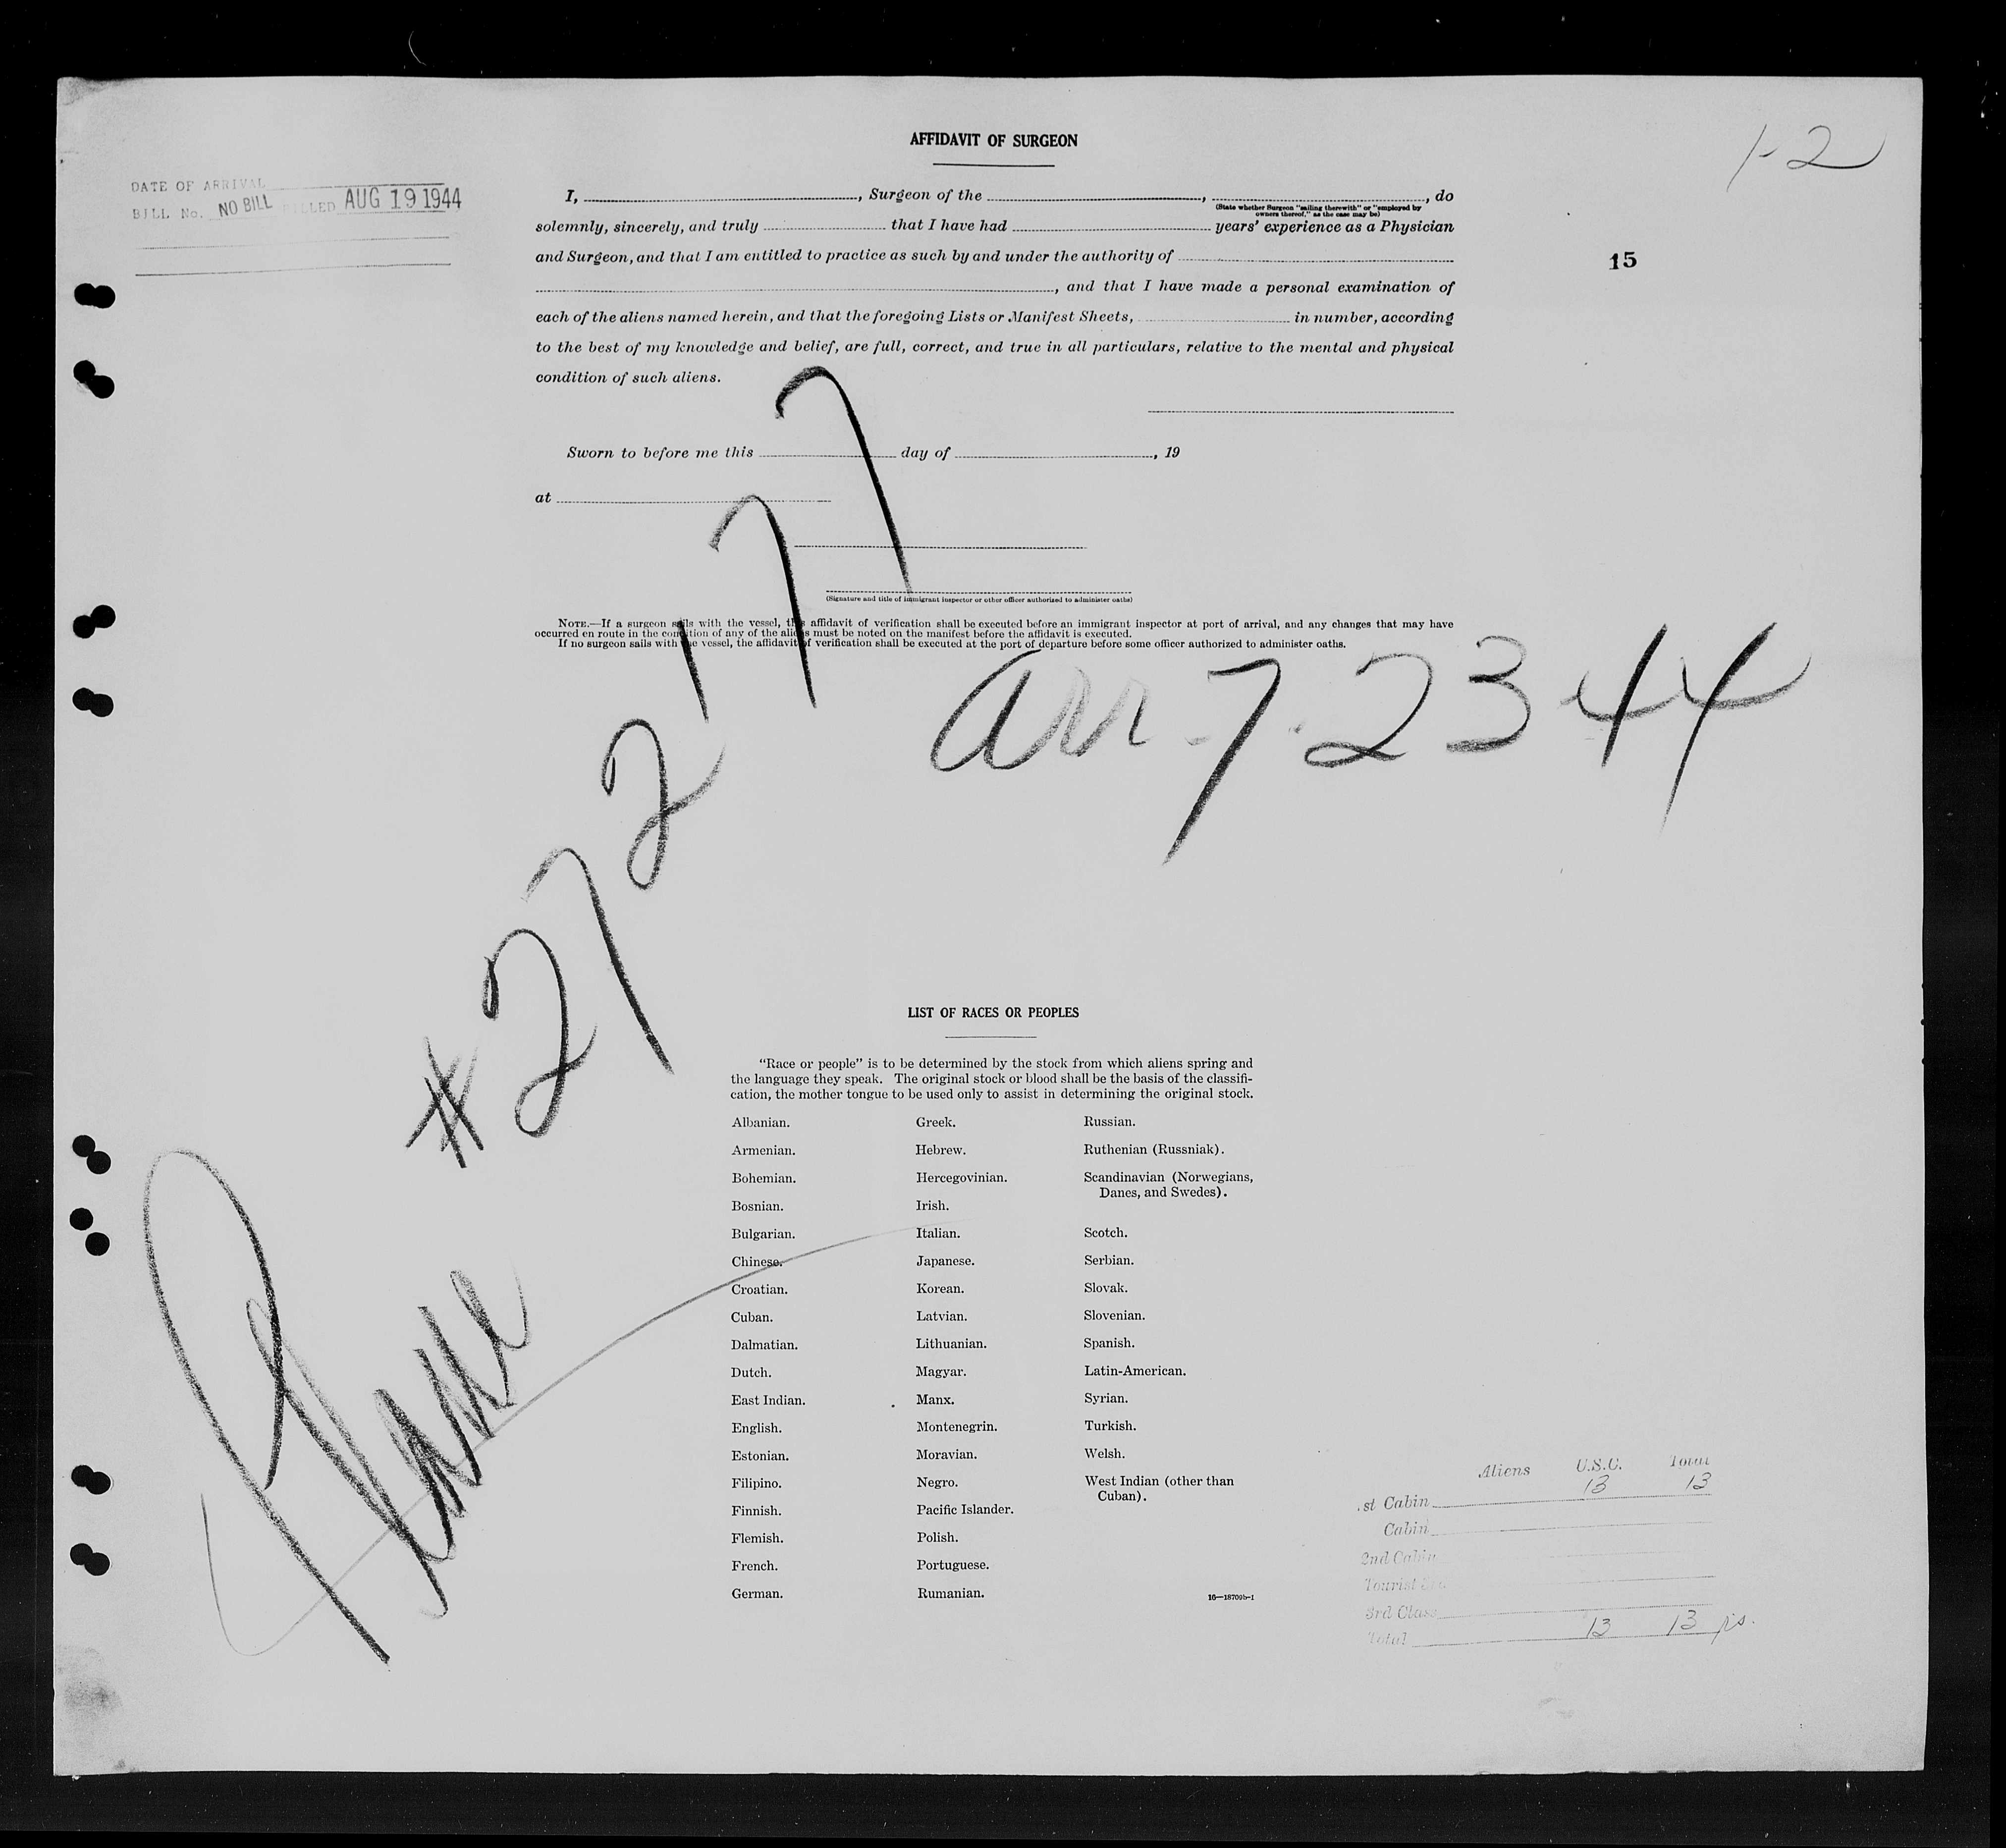 AFFIDAVIT OF SURGEON
1-2
DATE OF ARRIVAL
BILL No. NO BILL BILLED AUG 19 1944
I, , Surgeon of the , , do
(State whether Surgeon "sailing therewith" or "employed by
owners thereof," as the case may be)
solemnly, sincerely, and truly that I have had years' experience as a Physician
15
and Surgeon, and that I am entitled to practice as such by and under the authority of
, and that I have made a personal examination of
each of the aliens named herein, and that the foregoing Lists or Manifest Sheets, in number, according
to the best of my knowledge and belief, are full, correct, and true in all particulars, relative to the mental and physical
condition of such aliens.
Sworn to before me this day of , 19
at
(Signature and title of immigrant inspector or other officer authorized to administer oaths)
NOTE.—If a surgeon sails with the vessel, the affidavit of verification shall be executed before an immigrant inspector at port of arrival, and any changes that may have
occurred en route in the condition of any of the aliens must be noted on the manifest before the affidavit is executed.
If no surgeon sails with the vessel, the affidavit of verification shall be executed at the port of departure before some officer authorized to administer oaths.
arr 7-23-44
Plane #272177
LIST OF RACES OR PEOPLES
"Race or people" is to be determined by the stock from which aliens spring and
the language they speak. The original stock or blood shall be the basis of the classifi-
cation, the mother tongue to be used only to assist in determining the original stock.
Albanian.
Armenian.
Bohemian.
Bosnian.
Bulgarian.
Chinese.
Croatian.
Cuban.
Dalmatian.
Dutch.
East Indian.
English.
Estonian.
Filipino.
Finnish.
Flemish.
French.
German.
Greek.
Hebrew.
Hercegovinian.
Irish.
Italian.
Japanese.
Korean.
Latvian.
Lithuanian.
Magyar.
Manx.
Montenegrin.
Moravian.
Negro.
Pacific Islander.
Polish.
Portuguese.
Rumanian.
Russian.
Ruthenian (Russniak).
Scandinavian (Norwegians,
Danes, and Swedes).
Scotch.
Serbian.
Slovak.
Slovenian.
Spanish.
Latin-American.
Syrian.
Turkish.
Welsh.
West Indian (other than
Cuban).
16—18709b-1
Aliens U.S.C. Total
st Cabin 13 13
Cabin
2nd Cabin
Tourist
3rd Class
Total 13 13